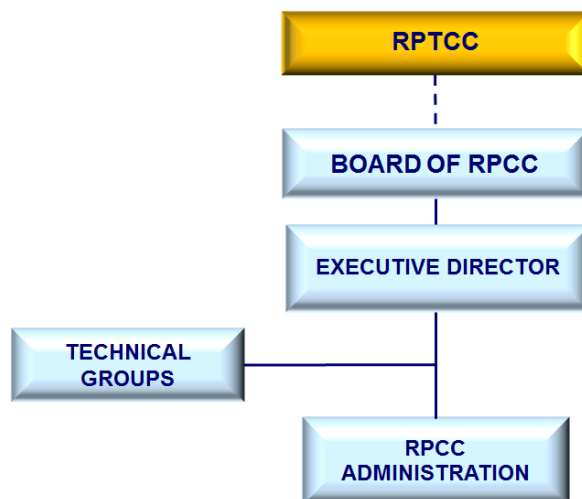 RPTCC
BOARD OF RPCC
EXECUTIVE DIRECTOR
TECHNICAL
GROUPS
RPCC
ADMINISTRATION